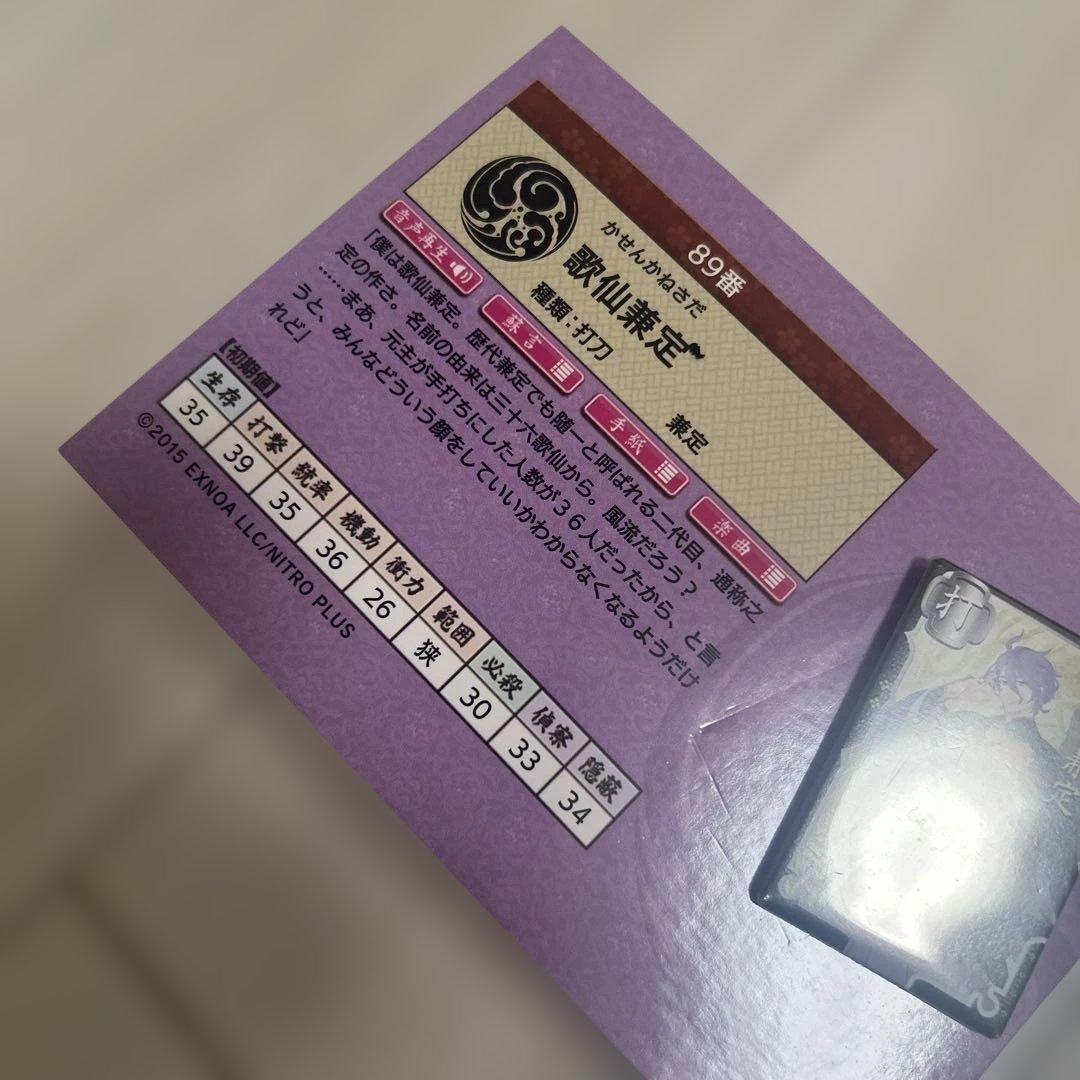 89番
かせんかねさだ
歌仙兼定
種類：打刀
兼定
音声再生
蘇言
手紙
楽曲
「僕は歌仙兼定。歴代兼定でも随一と呼ばれる二代目、通称之
定の作さ。名前の由来は三十六歌仙から。風流だろう？
……まあ、元主が手打ちにした人数が３６人だったから、と言
うと、みんなどういう顔をしていいかわからなくなるようだけ
れど」
【初期値】
生存 打撃 統率 機動 衝力 範囲 必殺 偵察 隠蔽
35 39 35 36 26 狭 30 33 34
©2015 EXNOA LLC/NITRO PLUS
打